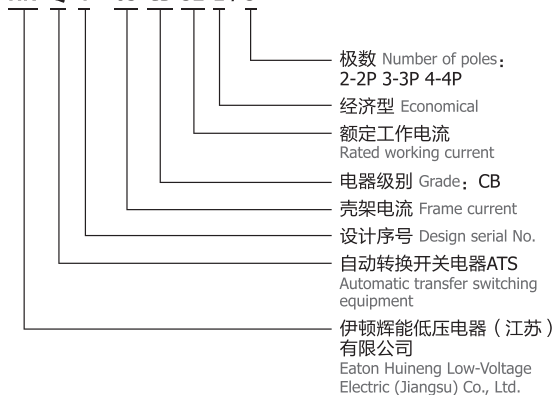 极数 Number of poles：
2-2P 3-3P 4-4P
经济型 Economical
额定工作电流
Rated working current
电器级别 Grade：CB
壳架电流 Frame current
设计序号 Design serial No.
自动转换开关电器ATS
Automatic transfer switching
equipment
伊顿辉能低压电器（江苏）
有限公司
Eaton Huineng Low-Voltage
Electric (Jiangsu) Co., Ltd.